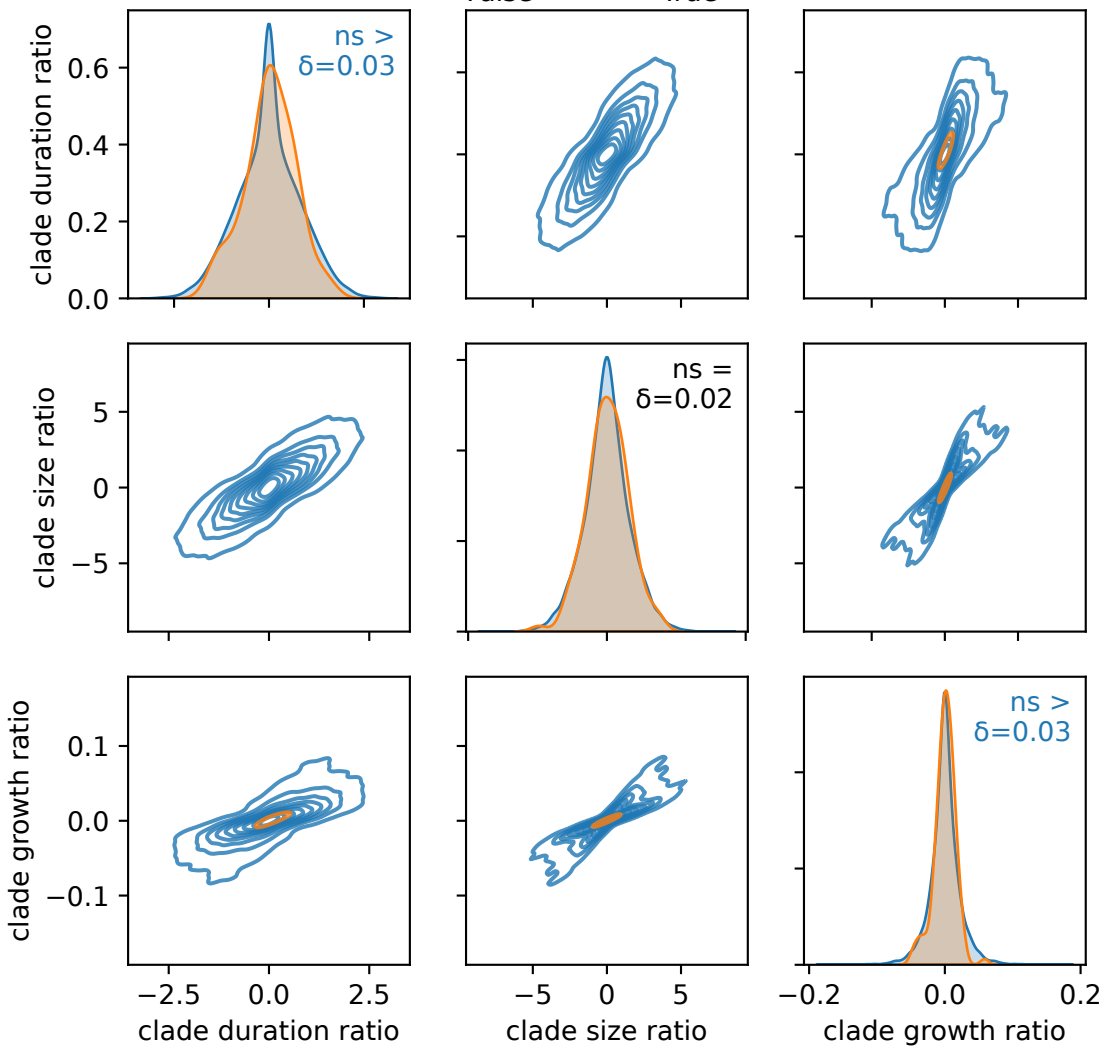 True
clade duration ratio
0.6
0.4
0.2
0.0
ns >
δ=0.03
clade size ratio
5
0
−5
ns =
δ=0.02
clade growth ratio
0.1
0.0
−0.1
ns >
δ=0.03
−2.5 0.0 2.5
−5 0 5
−0.2 0.0 0.2
clade duration ratio
clade size ratio
clade growth ratio